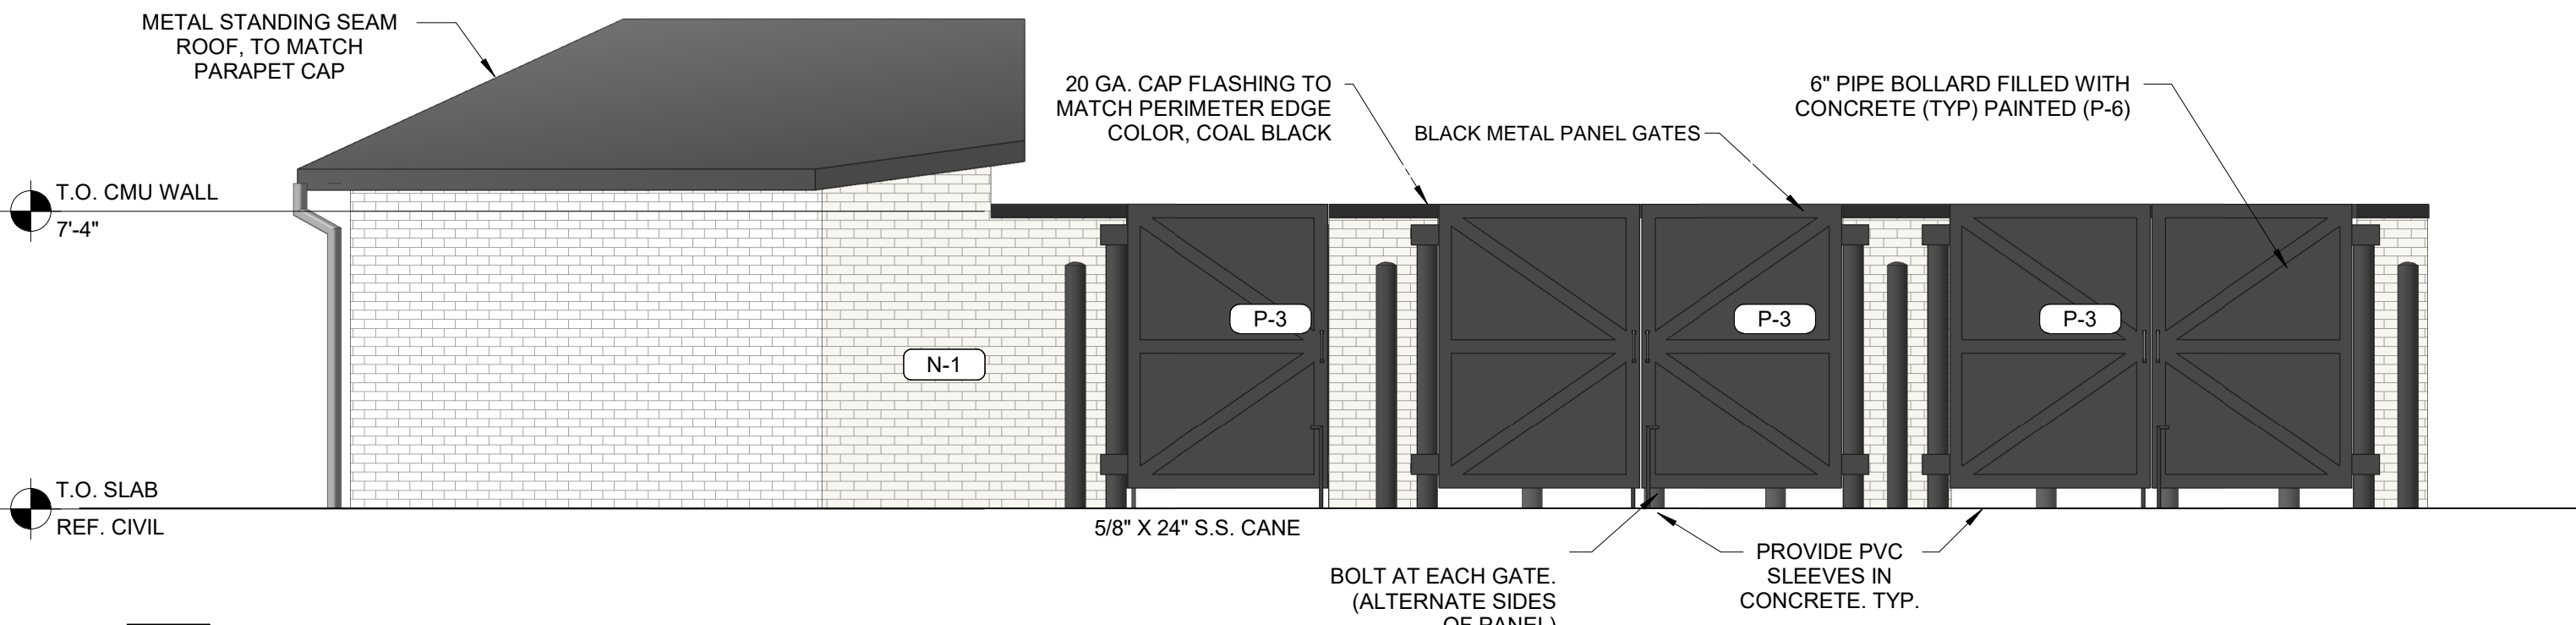 METAL STANDING SEAM
ROOF, TO MATCH
PARAPET CAP
20 GA. CAP FLASHING TO
MATCH PERIMETER EDGE
COLOR, COAL BLACK
BLACK METAL PANEL GATES
6" PIPE BOLLARD FILLED WITH
CONCRETE (TYP) PAINTED (P-6)
T.O. CMU WALL
7'-4"
P-3
P-3
P-3
N-1
T.O. SLAB
REF. CIVIL
5/8" X 24" S.S. CANE
BOLT AT EACH GATE.
(ALTERNATE SIDES
OF PANEL)
PROVIDE PVC
SLEEVES IN
CONCRETE. TYP.